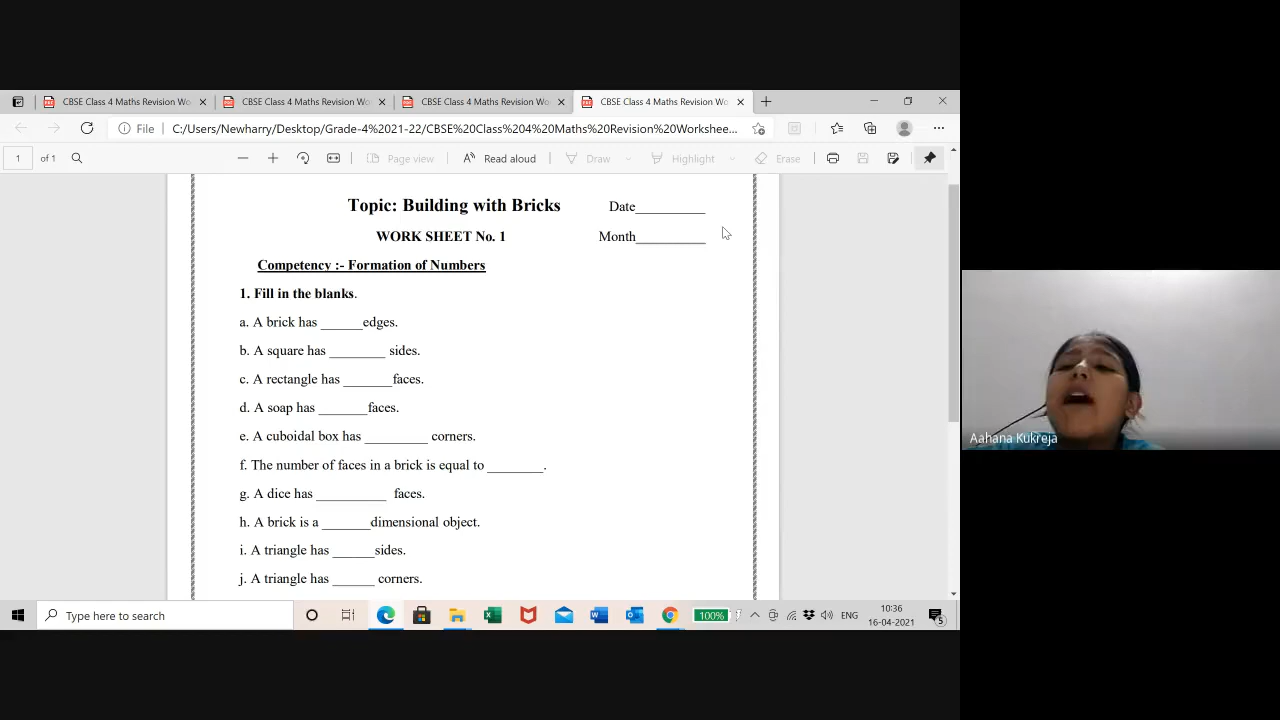 CBSE Class 4 Maths Revision Wo
CBSE Class 4 Maths Revision Wo
CBSE Class 4 Maths Revision Wo
CBSE Class 4 Maths Revision Wo
File C:/Users/Newharry/Desktop/Grade-4%2021-22/CBSE%20Class%204%20Maths%20Revision%20Workshee...
1 of 1 Page view Read aloud Draw Highlight Erase
Topic: Building with Bricks Date__________
WORK SHEET No. 1 Month__________
Competency :- Formation of Numbers
1. Fill in the blanks.
a. A brick has ______edges.
b. A square has ________ sides.
c. A rectangle has _______faces.
d. A soap has _______faces.
e. A cuboidal box has _________ corners.
f. The number of faces in a brick is equal to ________.
g. A dice has __________ faces.
h. A brick is a _______dimensional object.
i. A triangle has ______sides.
j. A triangle has ______ corners.
Aahana Kukreja
Type here to search 100% ENG 10:36
16-04-2021 5